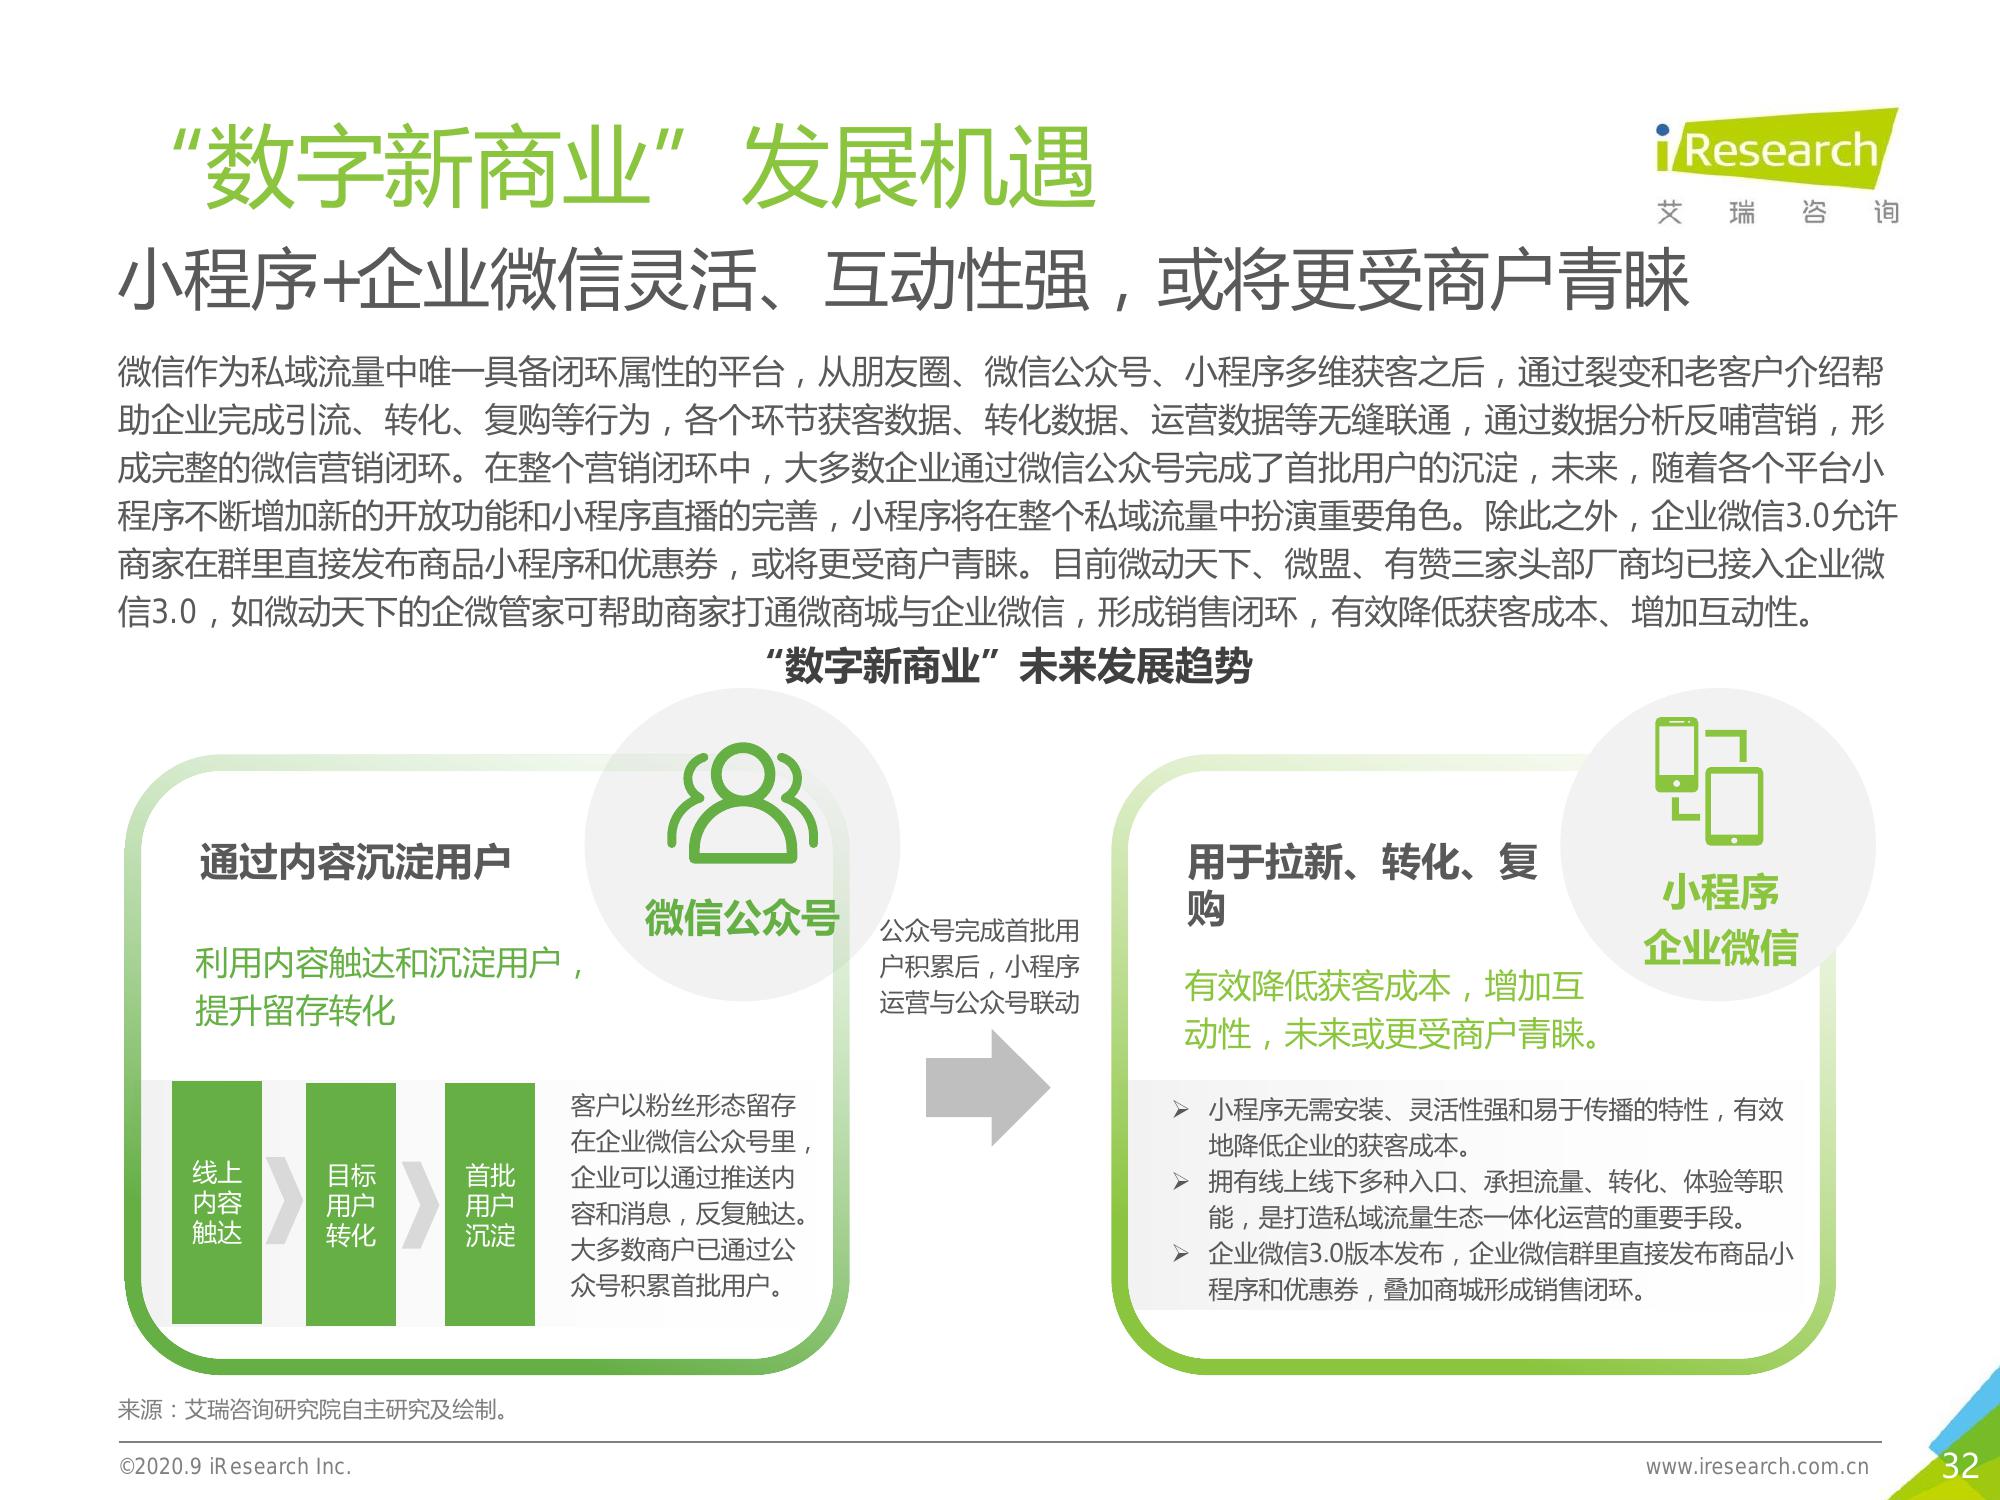 “数字新商业”发展机遇
iResearch
艾瑞咨询
小程序+企业微信灵活、互动性强，或将更受商户青睐
微信作为私域流量中唯一具备闭环属性的平台，从朋友圈、微信公众号、小程序多维获客之后，通过裂变和老客户介绍帮
助企业完成引流、转化、复购等行为，各个环节获客数据、转化数据、运营数据等无缝联通，通过数据分析反哺营销，形
成完整的微信营销闭环。在整个营销闭环中，大多数企业通过微信公众号完成了首批用户的沉淀，未来，随着各个平台小
程序不断增加新的开放功能和小程序直播的完善，小程序将在整个私域流量中扮演重要角色。除此之外，企业微信3.0允许
商家在群里直接发布商品小程序和优惠券，或将更受商户青睐。目前微动天下、微盟、有赞三家头部厂商均已接入企业微
信3.0，如微动天下的企微管家可帮助商家打通微商城与企业微信，形成销售闭环，有效降低获客成本、增加互动性。
“数字新商业”未来发展趋势
通过内容沉淀用户
微信公众号
利用内容触达和沉淀用户，
提升留存转化
线上
内容
触达
目标
用户
转化
首批
用户
沉淀
客户以粉丝形态留存
在企业微信公众号里，
企业可以通过推送内
容和消息，反复触达。
大多数商户已通过公
众号积累首批用户。
公众号完成首批用
户积累后，小程序
运营与公众号联动
用于拉新、转化、复
购
小程序
企业微信
有效降低获客成本，增加互
动性，未来或更受商户青睐。
➢ 小程序无需安装、灵活性强和易于传播的特性，有效
地降低企业的获客成本。
➢ 拥有线上线下多种入口、承担流量、转化、体验等职
能，是打造私域流量生态一体化运营的重要手段。
➢ 企业微信3.0版本发布，企业微信群里直接发布商品小
程序和优惠券，叠加商城形成销售闭环。
来源：艾瑞咨询研究院自主研究及绘制。
©2020.9 iResearch Inc.
www.iresearch.com.cn
32